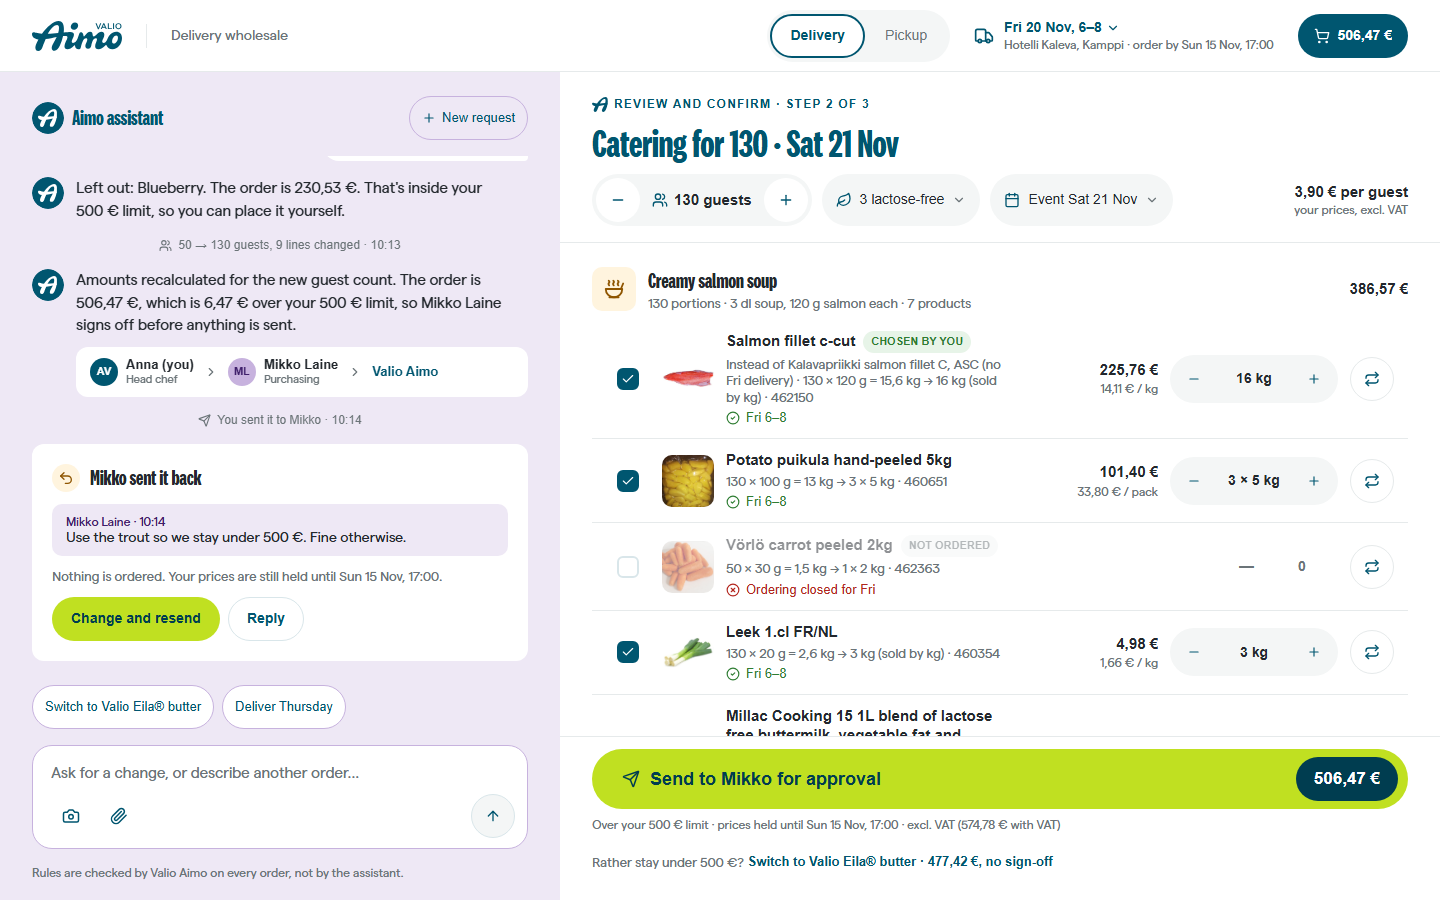 VALIO
Aimo
Delivery wholesale
Delivery
Pickup
Fri 20 Nov, 6–8
Hotelli Kaleva, Kamppi · order by Sun 15 Nov, 17:00
506,47 €
Aimo assistant
New request
Left out: Blueberry. The order is 230,53 €. That's inside your
500 € limit, so you can place it yourself.
50 → 130 guests, 9 lines changed · 10:13
Amounts recalculated for the new guest count. The order is
506,47 €, which is 6,47 € over your 500 € limit, so Mikko Laine
signs off before anything is sent.
AV
Anna (you)
Head chef
ML
Mikko Laine
Purchasing
Valio Aimo
You sent it to Mikko · 10:14
Mikko sent it back
Mikko Laine · 10:14
Use the trout so we stay under 500 €. Fine otherwise.
Nothing is ordered. Your prices are still held until Sun 15 Nov, 17:00.
Change and resend
Reply
Switch to Valio Eila® butter
Deliver Thursday
Ask for a change, or describe another order...
Rules are checked by Valio Aimo on every order, not by the assistant.
REVIEW AND CONFIRM · STEP 2 OF 3
Catering for 130 · Sat 21 Nov
130 guests
3 lactose-free
Event Sat 21 Nov
3,90 € per guest
your prices, excl. VAT
Creamy salmon soup
130 portions · 3 dl soup, 120 g salmon each · 7 products
386,57 €
Salmon fillet c-cut
CHOSEN BY YOU
Instead of Kalavapriikki salmon fillet C, ASC (no
Fri delivery) · 130 × 120 g = 15,6 kg → 16 kg (sold
by kg) · 462150
Fri 6–8
225,76 €
14,11 € / kg
16 kg
Potato puikula hand-peeled 5kg
130 × 100 g = 13 kg → 3 × 5 kg · 460651
Fri 6–8
101,40 €
33,80 € / pack
3 × 5 kg
Vörlö carrot peeled 2kg
NOT ORDERED
50 × 30 g = 1,5 kg → 1 × 2 kg · 462363
Ordering closed for Fri
— 0
Leek 1.cl FR/NL
130 × 20 g = 2,6 kg → 3 kg (sold by kg) · 460354
Fri 6–8
4,98 €
1,66 € / kg
3 kg
Millac Cooking 15 1L blend of lactose
free buttermilk, vegetable fat and
Send to Mikko for approval
506,47 €
Over your 500 € limit · prices held until Sun 15 Nov, 17:00 · excl. VAT (574,78 € with VAT)
Rather stay under 500 €? Switch to Valio Eila® butter · 477,42 €, no sign-off